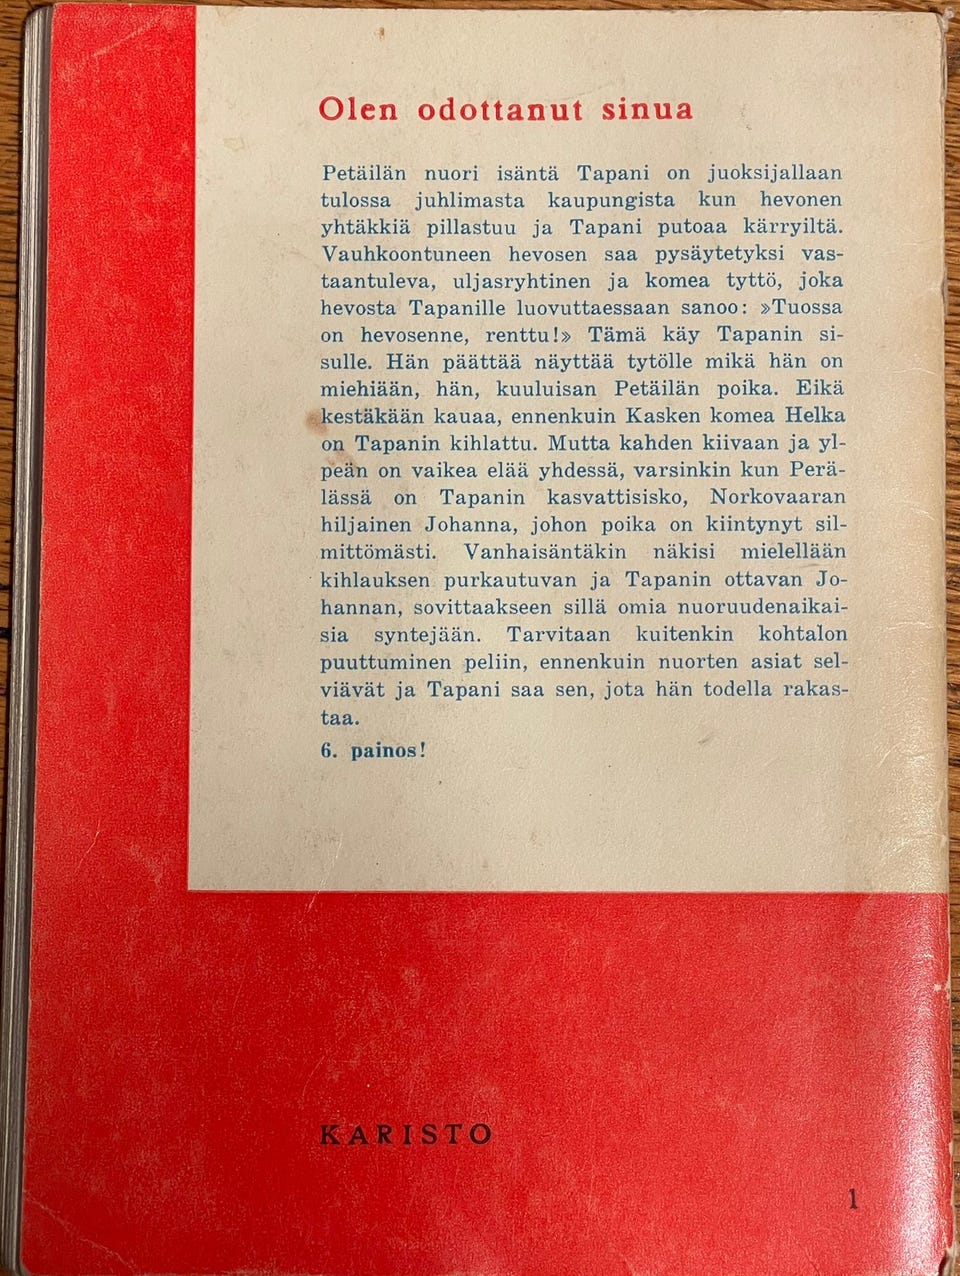 Olen odottanut sinua
Petäilän nuori isäntä Tapani on juoksijallaan
tulossa juhlimasta kaupungista kun hevonen
yhtäkkiä pillastuu ja Tapani putoaa kärryiltä.
Vauhkoontuneen hevosen saa pysäytetyksi vas-
taantuleva, uljasryhtinen ja komea tyttö, joka
hevosta Tapanille luovuttaessaan sanoo: »Tuossa
on hevosenne, renttu!» Tämä käy Tapanin si-
sulle. Hän päättää näyttää tytölle mikä hän on
miehiään, hän, kuuluisan Petäilän poika. Eikä
kestäkään kauaa, ennenkuin Kasken komea Helka
on Tapanin kihlattu. Mutta kahden kiivaan ja yl-
peän on vaikea elää yhdessä, varsinkin kun Perä-
lässä on Tapanin kasvattisisko, Norkovaaran
hiljainen Johanna, johon poika on kiintynyt sil-
mittömästi. Vanhaisäntäkin näkisi mielellään
kihlauksen purkautuvan ja Tapanin ottavan Jo-
hannan, sovittaakseen sillä omia nuoruudenaikai-
sia syntejään. Tarvitaan kuitenkin kohtalon
puuttuminen peliin, ennenkuin nuorten asiat sel-
viävät ja Tapani saa sen, jota hän todella rakas-
taa.
6. painos!
KARISTO
1